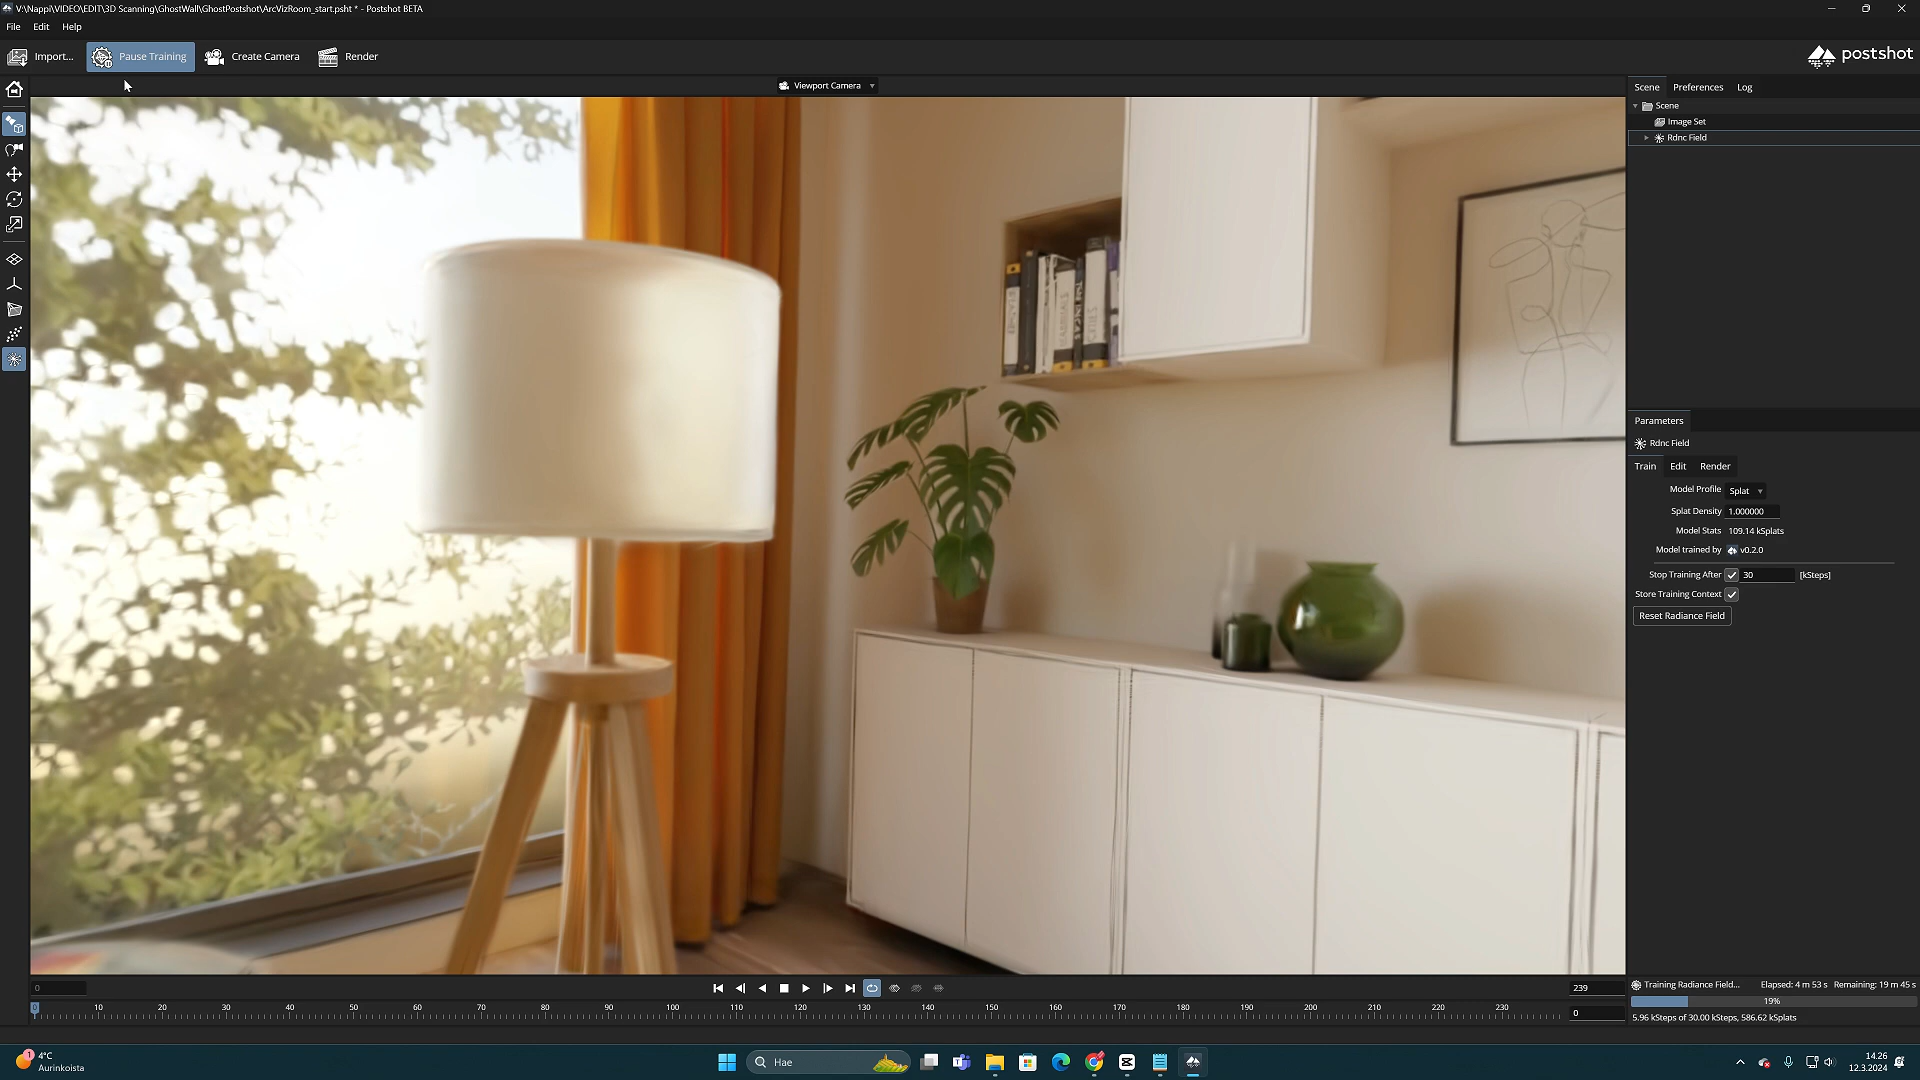 V:\Nappi\VIDEO\EDIT\3D Scanning\GhostWall\GhostPostshot\ArcVizRoom_start.psht * - Postshot BETA
File Edit Help
Import... Pause Training Create Camera Render
postshot
Viewport Camera
Scene Preferences Log
Scene
Image Set
Rdnc Field
Parameters
Rdnc Field
Train Edit Render
Model Profile Splat
Splat Density 1.000000
Model Stats 109.14 kSplats
Model trained by v0.2.0
Stop Training After 30 [kSteps]
Store Training Context
Reset Radiance Field
0 239
0 10 20 30 40 50 60 70 80 90 100 110 120 130 140 150 160 170 180 190 200 210 220 230 0
Training Radiance Field... Elapsed: 4 m 53 s Remaining: 19 m 45 s
19%
5.96 kSteps of 30.00 kSteps, 586.62 kSplats
1 4°C
Aurinkoista
Hae
14.26
12.3.2024